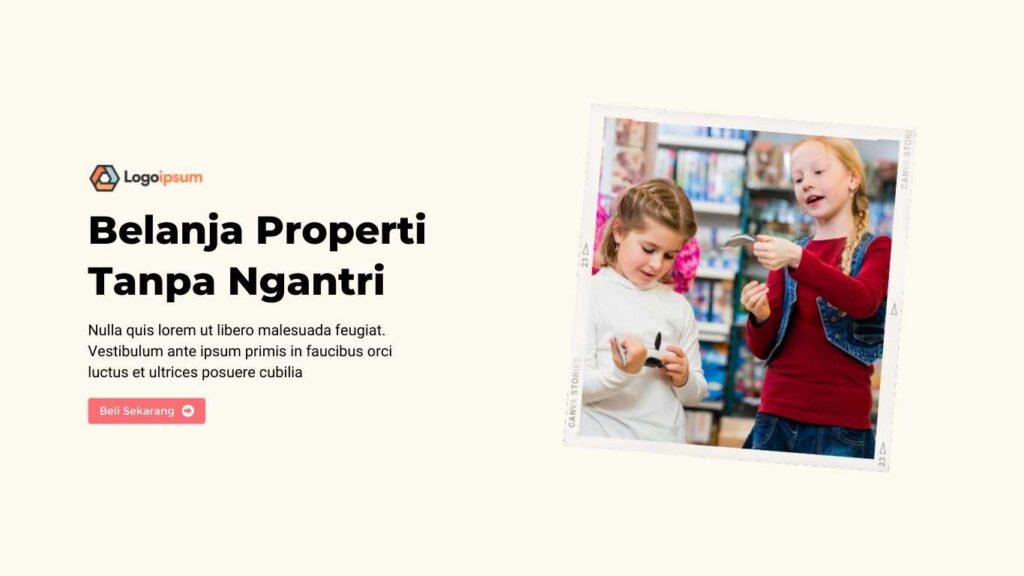 Logoipsum
Belanja Properti
Tanpa Ngantri
Nulla quis lorem ut libero malesuada feugiat.
Vestibulum ante ipsum primis in faucibus orci
luctus et ultrices posuere cubilia
Beli Sekarang
CANVA STORI
23
CANVA STORIES
23